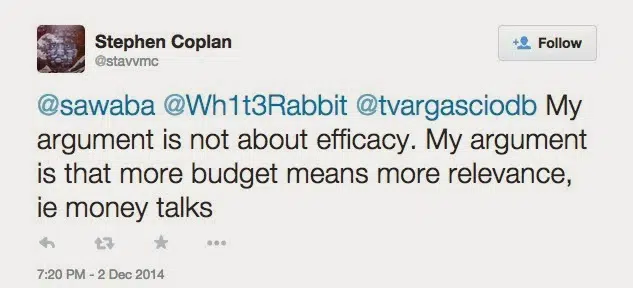 Stephen Coplan
@stavvmc
Follow
@sawaba @Wh1t3Rabbit @tvargasciodb My
argument is not about efficacy. My argument
is that more budget means more relevance,
ie money talks
7:20 PM - 2 Dec 2014